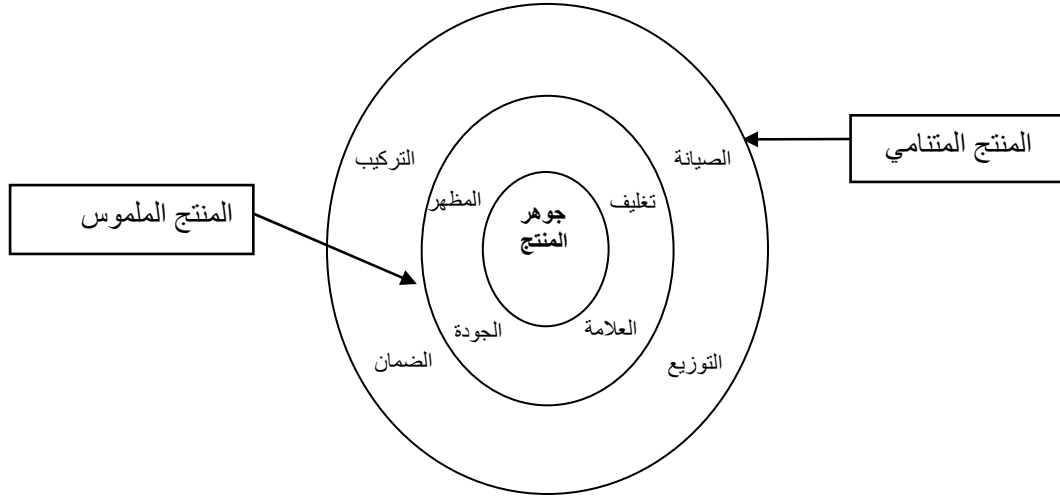 المنتج المتنامي
الصيانة
التركيب
تغليف
المظهر
المنتج الملموس
جوهر
المنتج
العلامة
الجودة
التوزيع
الضمان